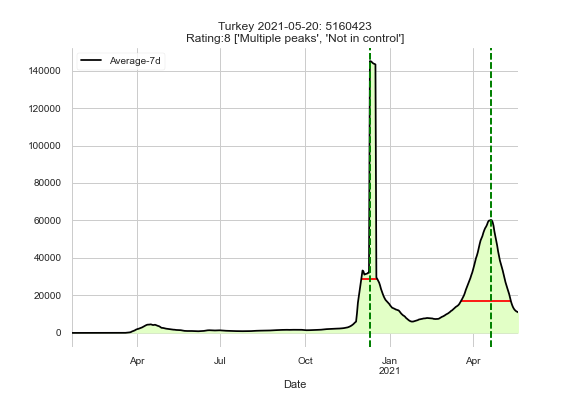 Turkey 2021-05-20: 5160423
Rating:8 ['Multiple peaks', 'Not in control']
Average-7d
140000
120000
100000
80000
60000
40000
20000
0
Apr
Jul
Oct
Jan
2021
Apr
Date